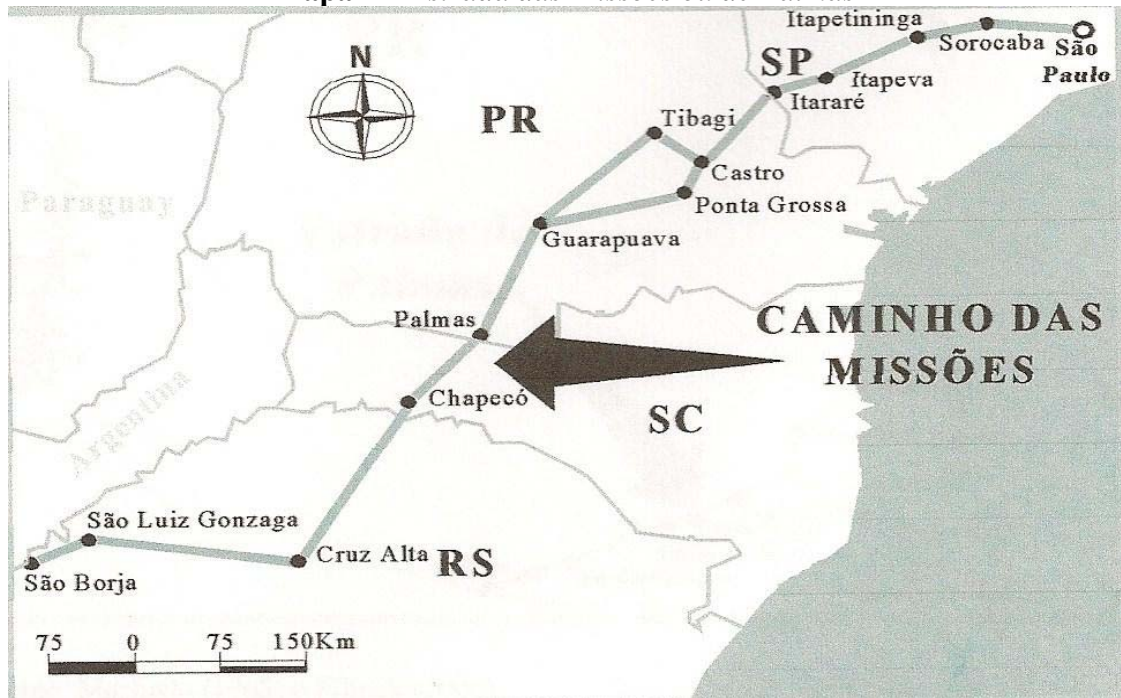 N
Itapetininga
Sorocaba
São
Paulo
SP
Itapeva
Itararé
PR
Tibagi
Castro
Ponta Grossa
Paraguay
Guarapuava
Palmas
CAMINHO DAS
MISSÕES
Chapecó
SC
Argentina
São Luiz Gonzaga
Cruz Alta
RS
São Borja
75 0 75 150Km